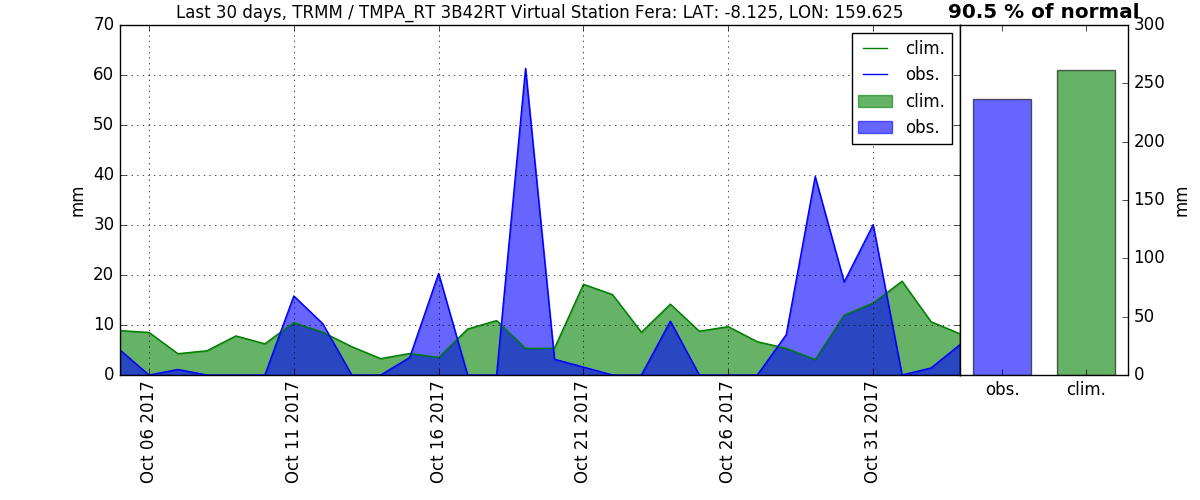 Last 30 days, TRMM / TMPA_RT 3B42RT Virtual Station Fera: LAT: -8.125, LON: 159.625
90.5 % of normal
70
60
50
40
30
20
10
0
mm
clim.
obs.
clim.
obs.
Oct 06 2017
Oct 11 2017
Oct 16 2017
Oct 21 2017
Oct 26 2017
Oct 31 2017
300
250
200
150
100
50
0
mm
obs.
clim.